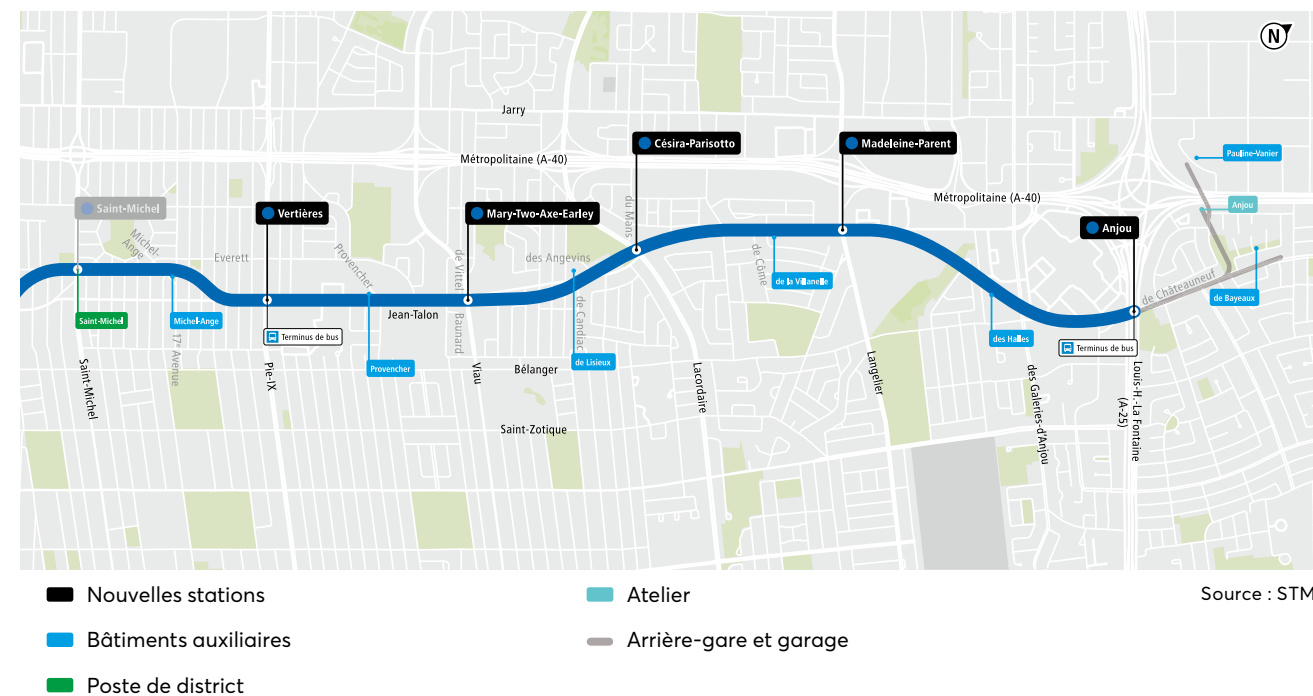 N
Jarry
Césira-Parisotto
Madeleine-Parent
Métropolitaine (A-40)
Pauline-Vanier
Métropolitaine (A-40)
Saint-Michel
Vertières
Mary-Two-Axe-Earley
du Mans
Anjou
Anjou
Michel-
Ange
Everett
Provencher
de Vittel
des Angevins
de Côme
de la Villanelle
de Châteauneuf
de Bayeaux
Saint-Michel
Michel-Ange
Jean-Talon
Baunard
de Candiac
17e Avenue
Terminus de bus
des Halles
Terminus de bus
Provencher
de Lisieux
Saint-Michel
Pie-IX
Viau
Bélanger
Lacordaire
Langelier
des Galeries-d'Anjou
Louis-H.-La Fontaine
(A-25)
Saint-Zotique
Nouvelles stations
Atelier
Source : STM
Bâtiments auxiliaires
Arrière-gare et garage
Poste de district